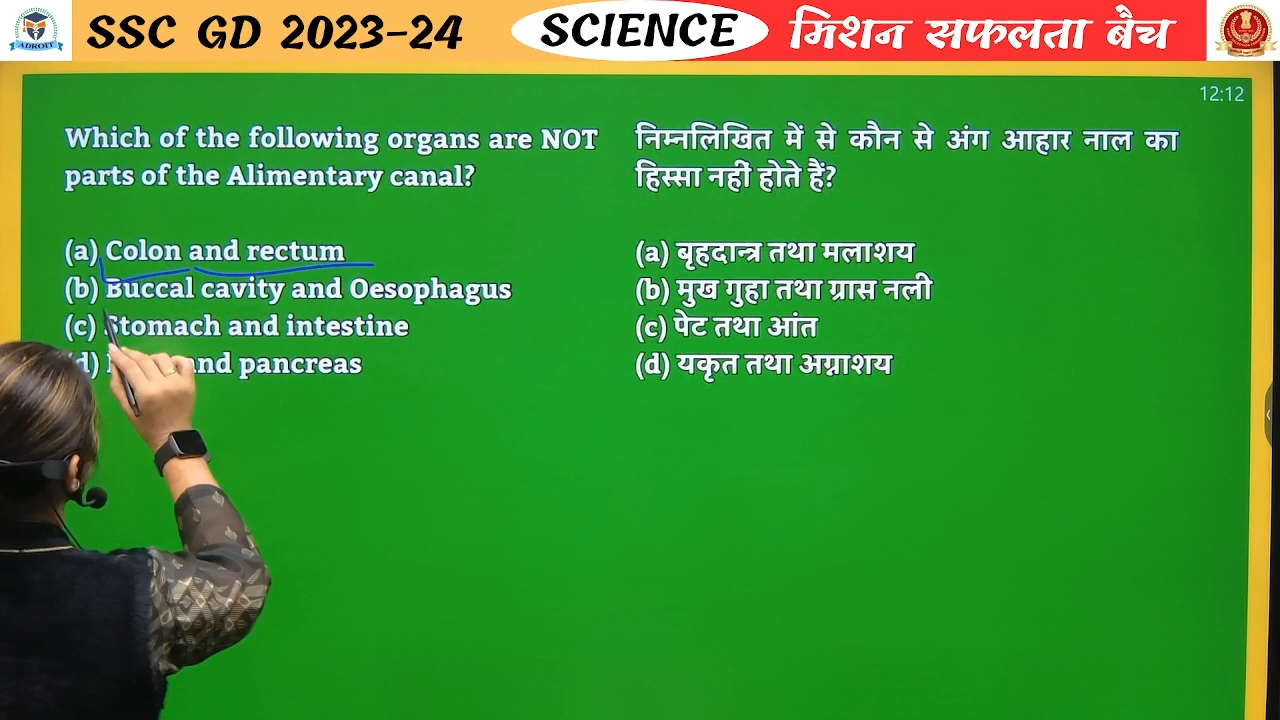 SSC GD 2023-24
SCIENCE
मिशन सफलता बैच
ADROIT
12:12
Which of the following organs are NOT
parts of the Alimentary canal?
(a) Colon and rectum
(b) Buccal cavity and Oesophagus
(c) Stomach and intestine
(d) and pancreas
निम्नलिखित में से कौन से अंग आहार नाल का
हिस्सा नहीं होते हैं?
(a) बृहदान्त्र तथा मलाशय
(b) मुख गुहा तथा ग्रास नली
(c) पेट तथा आंत
(d) यकृत तथा अग्नाशय